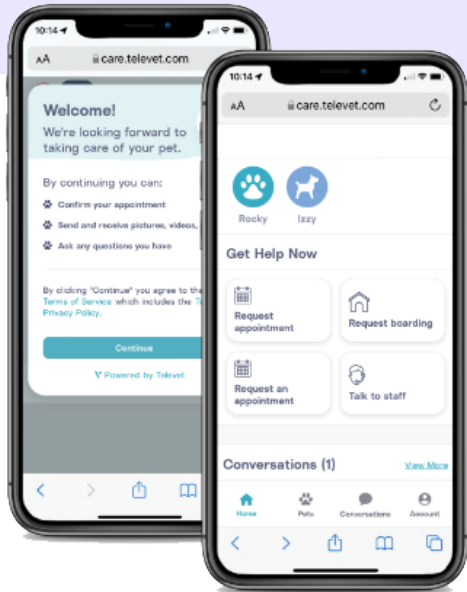 10:14
AA care.televet.com
Welcome!
We're looking forward to
taking care of your pet.
By continuing you can:
Confirm your appointment
Send and receive pictures, videos,
Ask any questions you have
By clicking "Continue" you agree to the
Terms of Service which includes the
Privacy Policy.
Continue
Powered by Televet
10:14
AA care.televet.com
Rocky
Izzy
Get Help Now
Request
appointment
Request boarding
Request an
appointment
Talk to staff
Conversations (1)
View More
Home
Pets
Conversations
Account